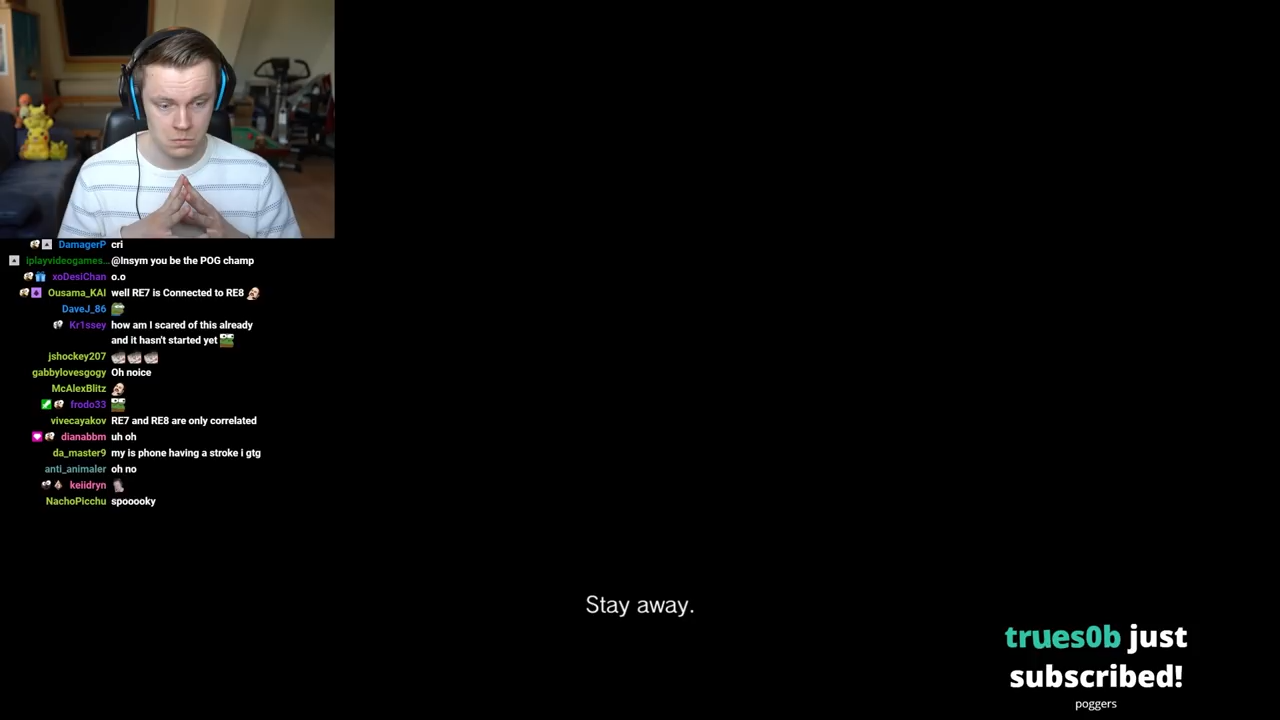 DamagerP cri
iplayvideogames... @Insym you be the POG champ
xoDesiChan o.o
Ousama_KAI well RE7 is Connected to RE8
DaveJ_86
Kr1ssey how am I scared of this already
and it hasn't started yet
jshockey207
gabbylovesgogy Oh noice
McAlexBlitz
frodo33
vivecayakov RE7 and RE8 are only correlated
dianabbm uh oh
da_master9 my is phone having a stroke i gtg
anti_animaler oh no
keiidryn
NachoPicchu spooooky
Stay away.
trues0b just
subscribed!
poggers